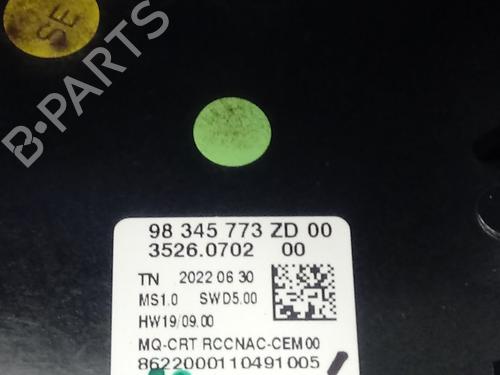 SE
B-PARTS
98 345 773 ZD 00
3526.0702 00
TN 2022 06 30
MS1.0 SWD5.00
HW19/09.00
MQ-CRT RCCNAC-CEM00
8622000110491005